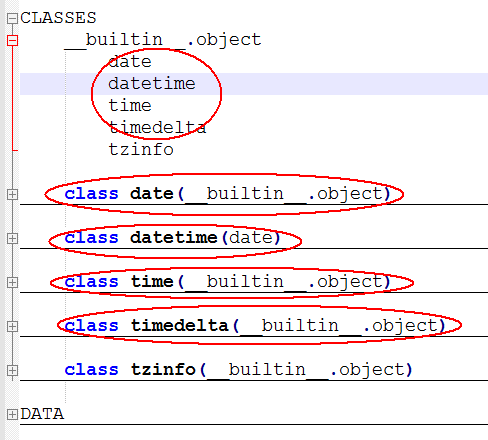 CLASSES
__builtin__.object
date
datetime
time
timedelta
tzinfo
class date(__builtin__.object)
class datetime(date)
class time(__builtin__.object)
class timedelta(__builtin__.object)
class tzinfo(__builtin__.object)
DATA